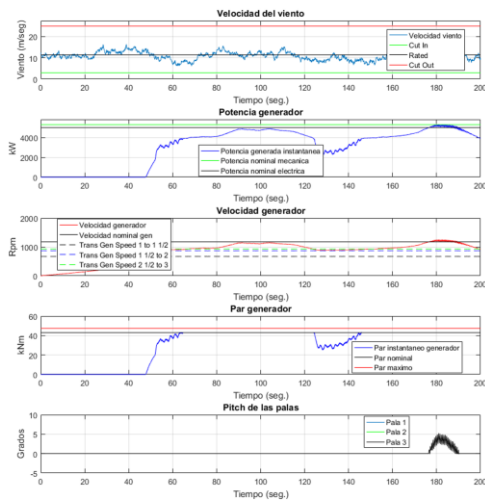 Velocidad del viento
Viento (m/seg)
20
10
0
Velocidad viento
Cut In
Rated
Cut Out
0 20 40 60 80 100 120 140 160 180 200
Tiempo (seg.)
Potencia generador
kW
4000
2000
0
Potencia generada instantanea
Potencia nominal mecanica
Potencia nominal electrica
0 20 40 60 80 100 120 140 160 180 200
Tiempo (seg.)
Velocidad generador
Rpm
2000
1000
0
Velocidad generador
Velocidad nominal gen
Trans Gen Speed 1 to 1 1/2
Trans Gen Speed 1 1/2 to 2
Trans Gen Speed 2 1/2 to 3
0 20 40 60 80 100 120 140 160 180 200
Tiempo (seg.)
Par generador
kNm
60
40
20
0
Par instantaneo generador
Par nominal
Par maximo
0 20 40 60 80 100 120 140 160 180 200
Tiempo (seg.)
Pitch de las palas
Grados
10
5
0
-5
Pala 1
Pala 2
Pala 3
0 20 40 60 80 100 120 140 160 180 200
Tiempo (seg.)